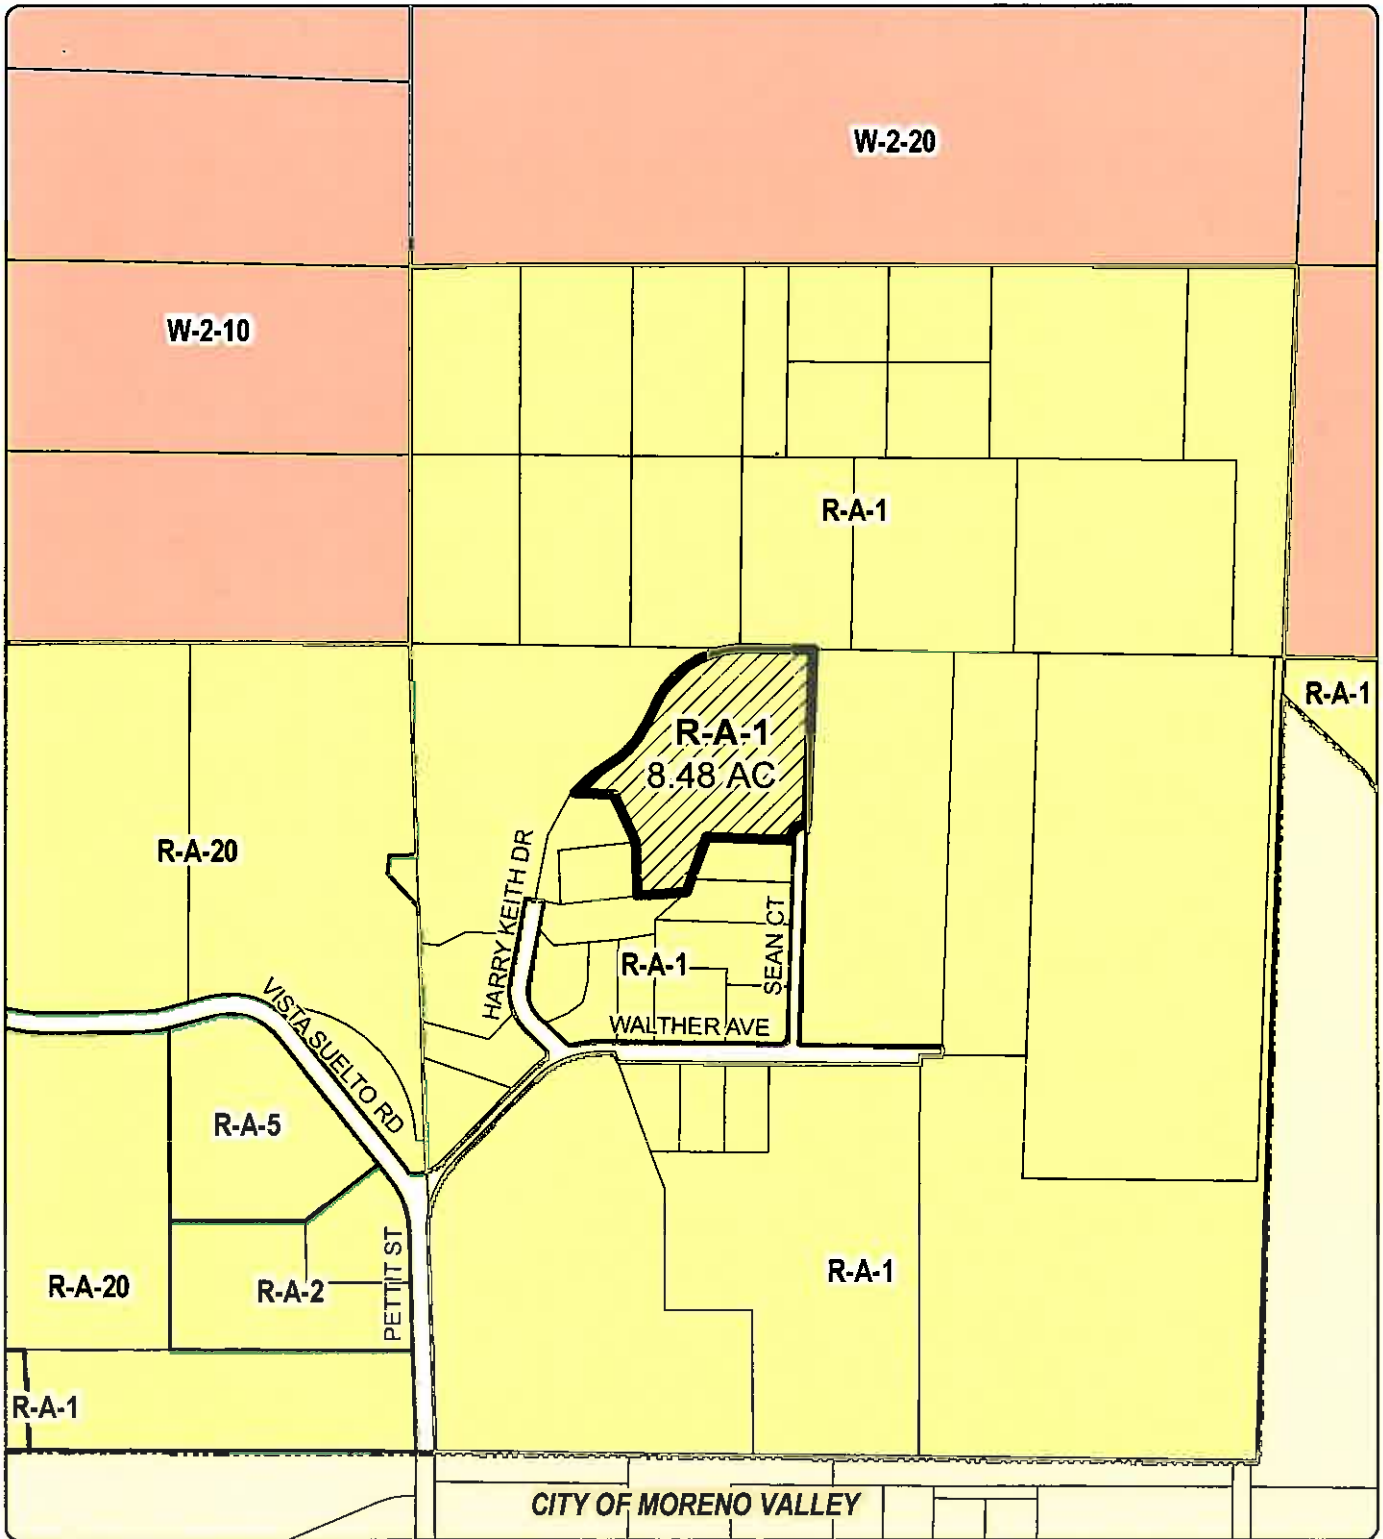 W-2-20
W-2-10
R-A-1
R-A-1
R-A-1
8.48 AC
R-A-20
HARRY KEITH DR
SEAN CT
R-A-1
VISTA SUELTO RD
WALTHER AVE
R-A-5
R-A-20
R-A-2
PETTIT ST
R-A-1
R-A-1
CITY OF MORENO VALLEY